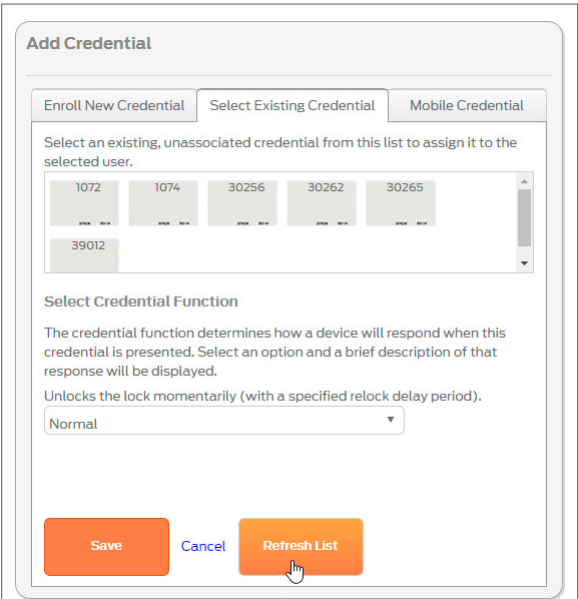 Add Credential
Enroll New Credential Select Existing Credential Mobile Credential
Select an existing, unassociated credential from this list to assign it to the
selected user.
1072 1074 30256 30262 30265
39012
Select Credential Function
The credential function determines how a device will respond when this
credential is presented. Select an option and a brief description of that
response will be displayed.
Unlocks the lock momentarily (with a specified relock delay period).
Normal
Save Cancel Refresh List